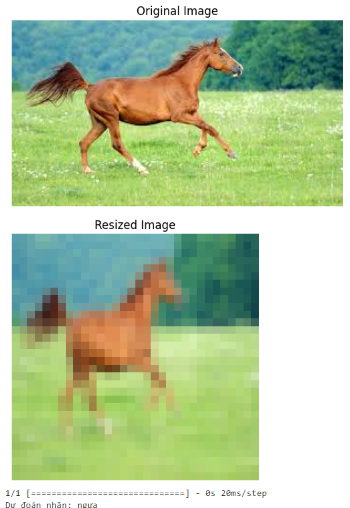 Original Image
Resized Image
1/1 [==============================] - 0s 20ms/step
Dự đoán nhãn: ngựa